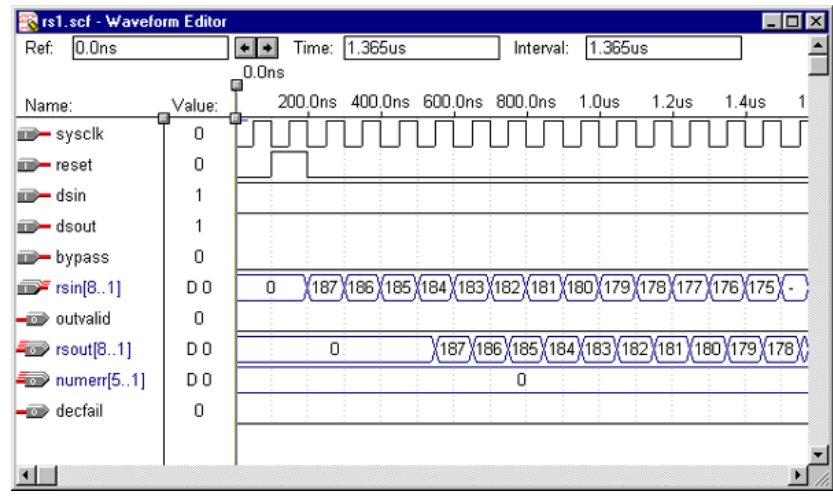 rs1.scf - Waveform Editor
Ref: 0.0ns Time: 1.365us Interval: 1.365us
0.0ns
Name: Value: 200.0ns 400.0ns 600.0ns 800.0ns 1.0us 1.2us 1.4us 1
sysclk 0
reset 0
dsin 1
dsout 1
bypass 0
rsin[8..1] D 0 0 187 186 185 184 183 182 181 180 179 178 177 176 175 -
outvalid 0
rsout[8..1] D 0 0 187 186 185 184 183 182 181 180 179 178
numerr[5..1] D 0 0
decfail 0